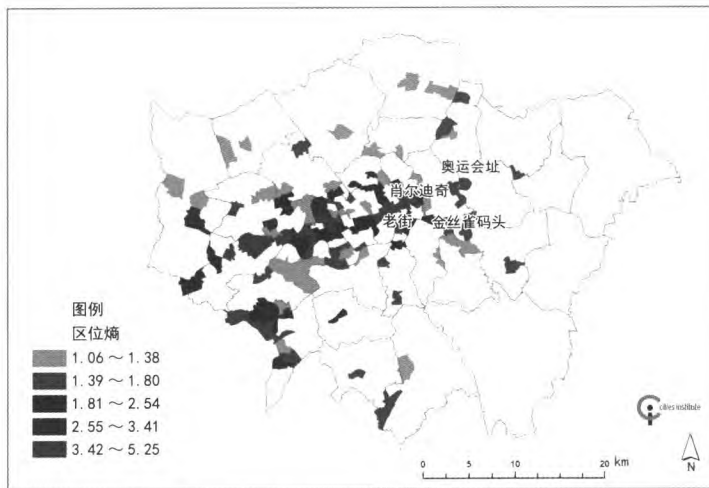 奥运会址
肖尔迪奇
老街 金丝雀码头
图例
区位熵
1.06～1.38
1.39～1.80
1.81～2.54
2.55～3.41
3.42～5.25
cities institute
0 5 10 20 km
N